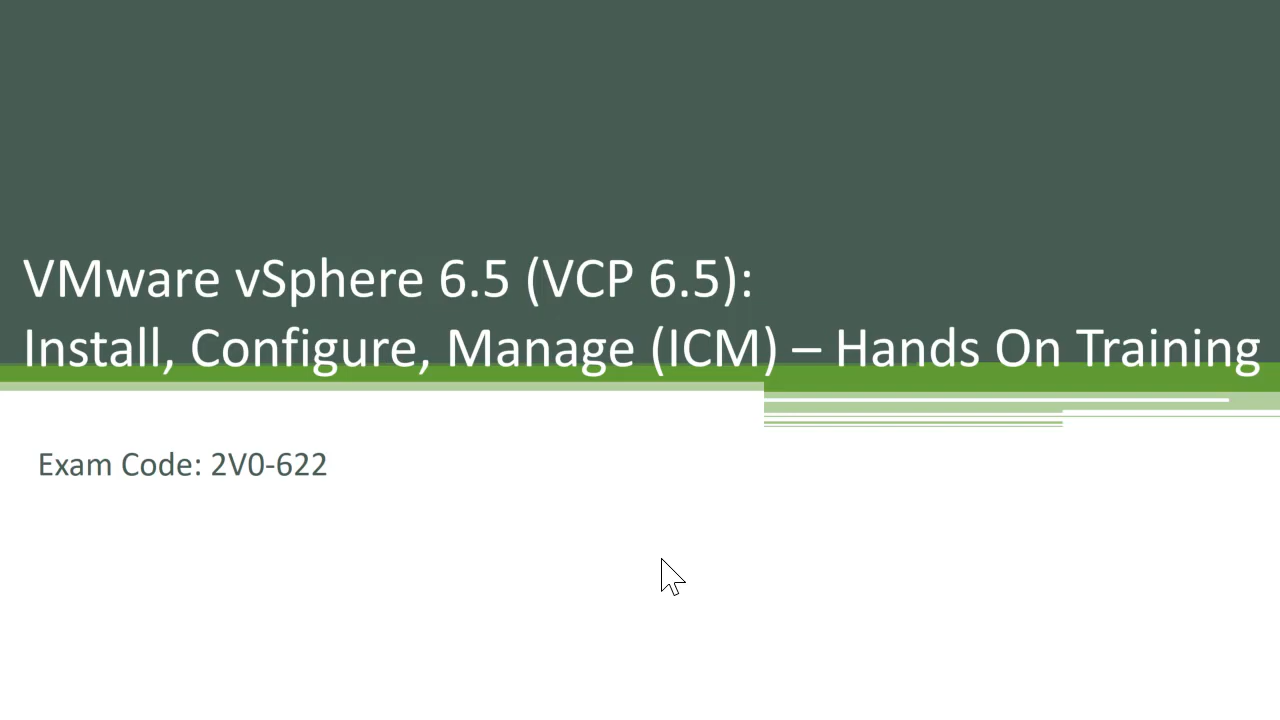 VMware vSphere 6.5 (VCP 6.5):
Install, Configure, Manage (ICM) – Hands On Training
Exam Code: 2V0-622